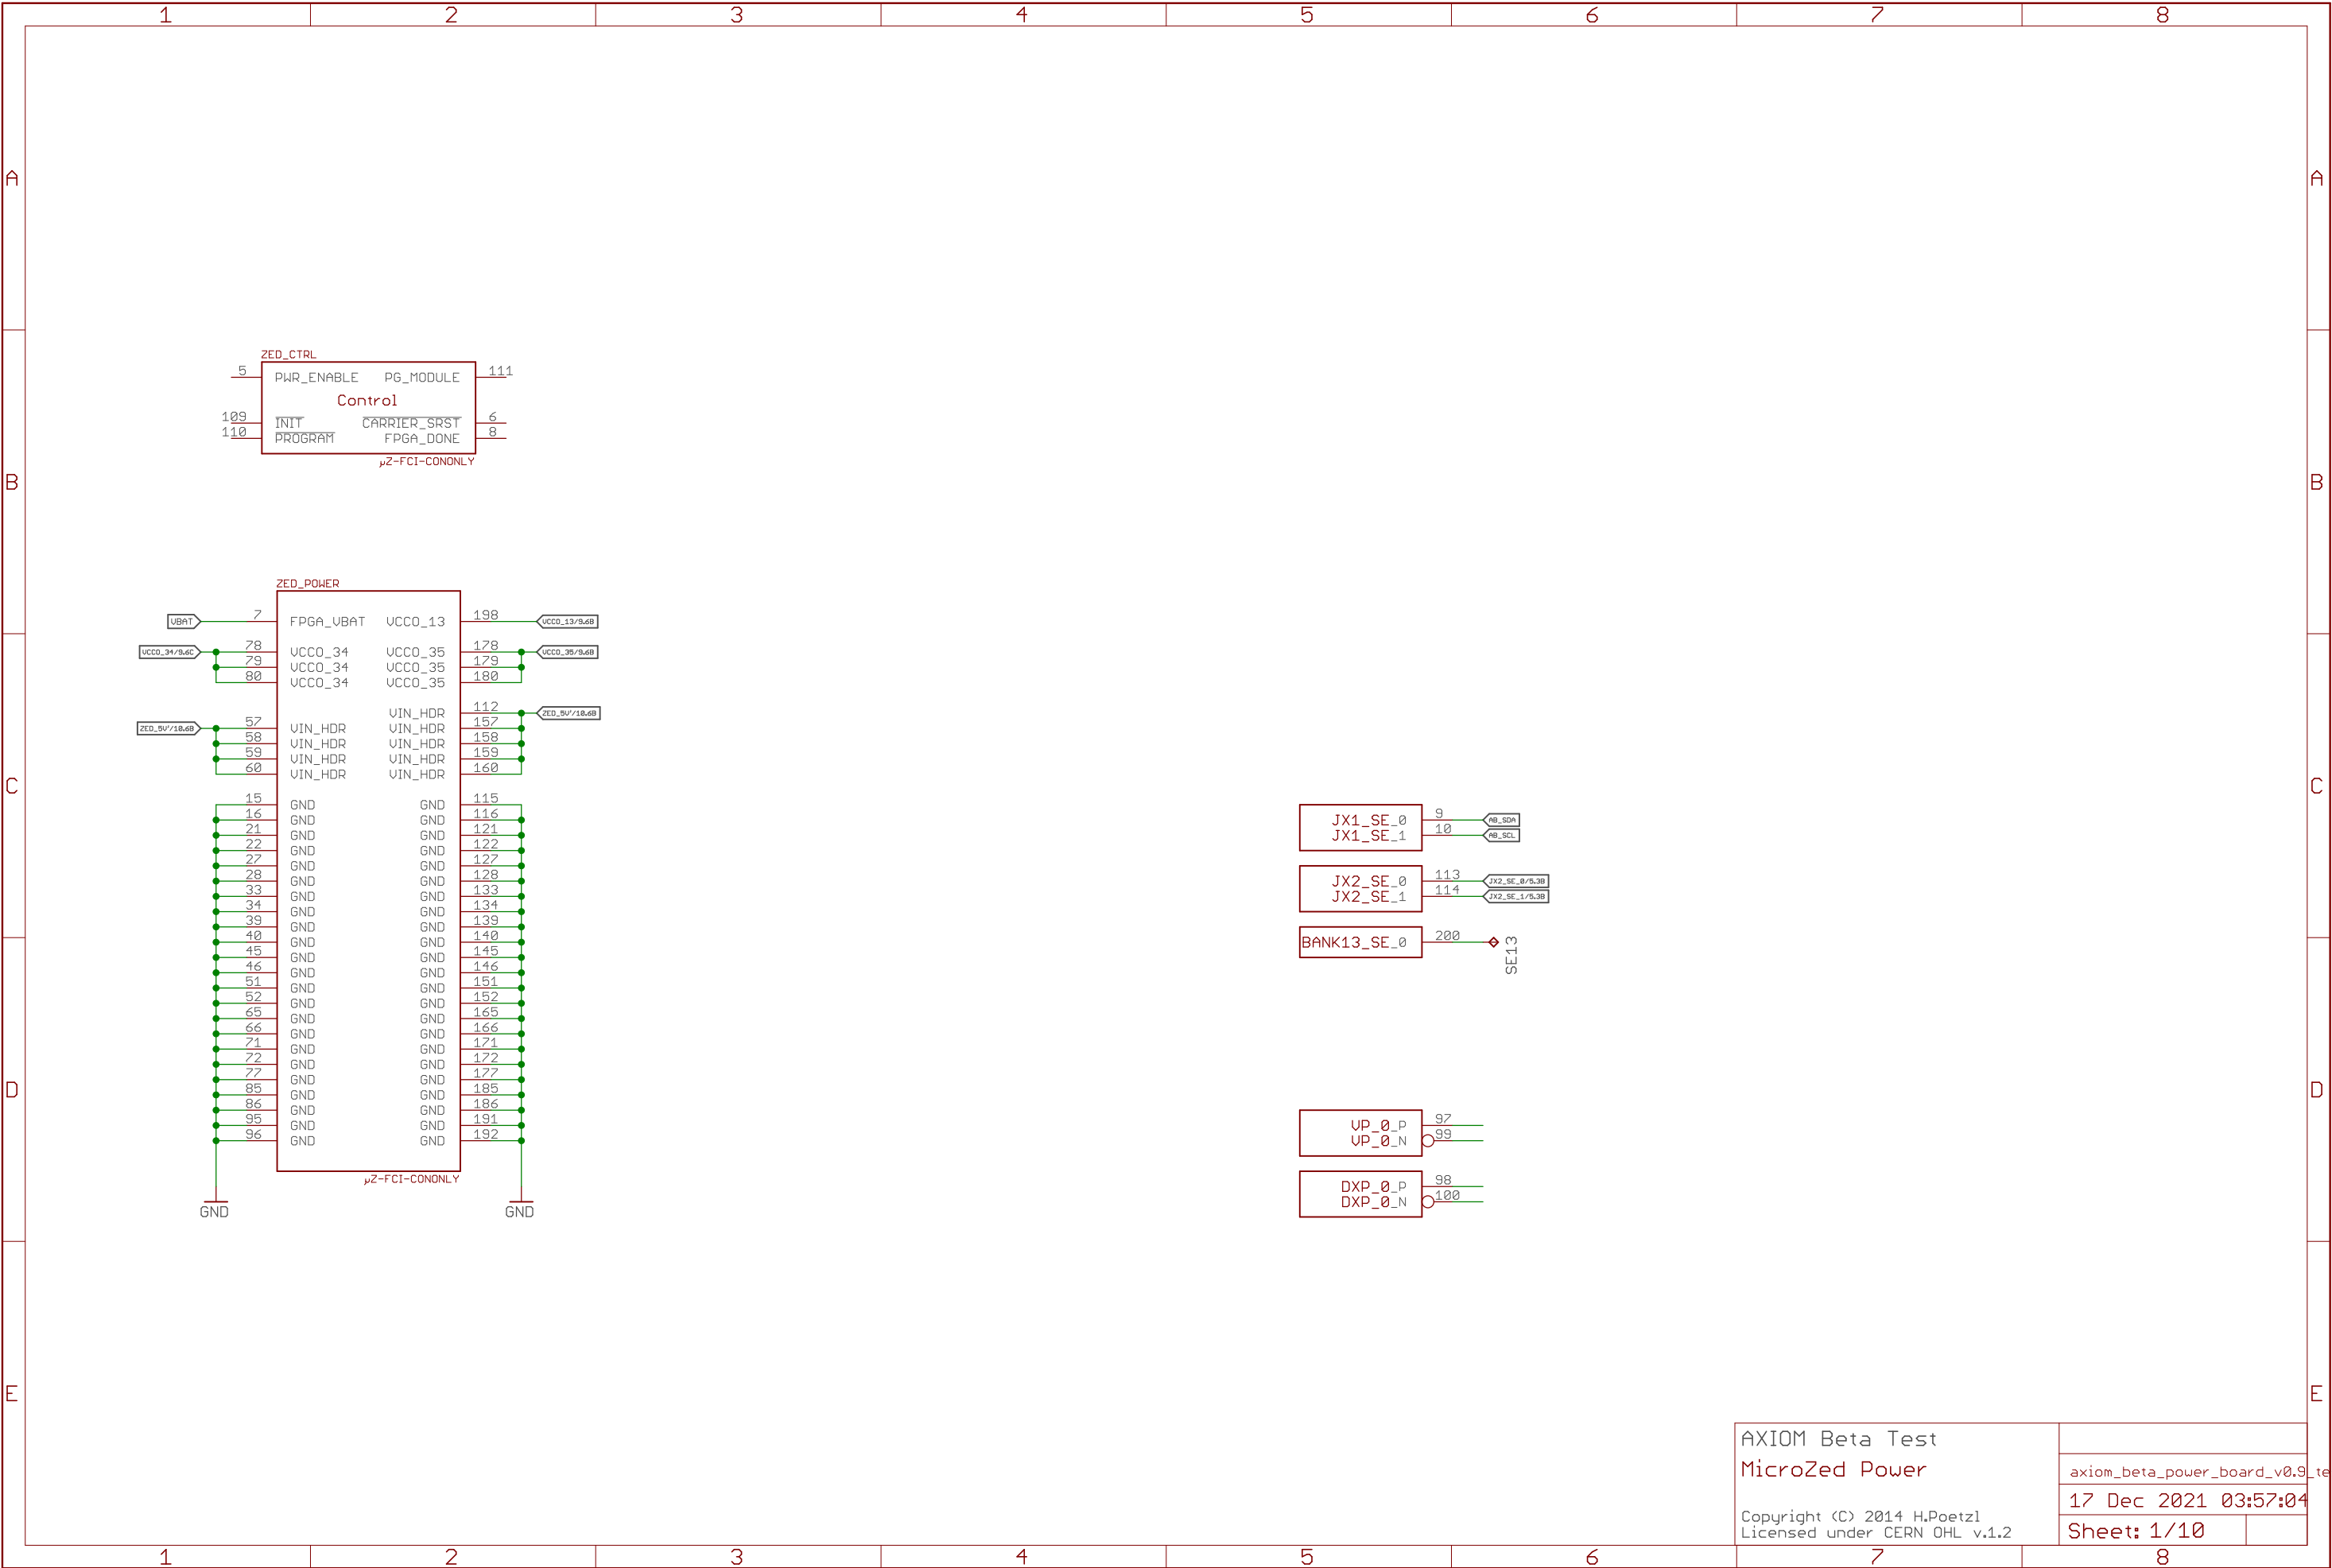 1 2 3 4 5 6 7 8
A A
ZED_CTRL
5 PWR_ENABLE PG_MODULE 111
Control
109 INIT CARRIER_SRST 6
110 PROGRAM FPGA_DONE 8
µZ-FCI-CONONLY
B B
ZED_POWER
VBAT 7 FPGA_VBAT VCCO_13 198 VCCO_13/9.6B
VCCO_34/9.6C 78 VCCO_34 VCCO_35 178 VCCO_35/9.6B
79 VCCO_34 VCCO_35 179
80 VCCO_34 VCCO_35 180
VIN_HDR 112 ZED_5V'/10.6B
ZED_5V'/10.6B 57 VIN_HDR VIN_HDR 157
58 VIN_HDR VIN_HDR 158
59 VIN_HDR VIN_HDR 159
60 VIN_HDR VIN_HDR 160
C C
15 GND GND 115
16 GND GND 116
21 GND GND 121
22 GND GND 122
27 GND GND 127
28 GND GND 128
33 GND GND 133
34 GND GND 134
39 GND GND 139
40 GND GND 140
45 GND GND 145
46 GND GND 146
51 GND GND 151
52 GND GND 152
65 GND GND 165
66 GND GND 166
71 GND GND 171
72 GND GND 172
77 GND GND 177
85 GND GND 185
86 GND GND 186
95 GND GND 191
96 GND GND 192
µZ-FCI-CONONLY
GND GND
JX1_SE_0 9 AB_SDA
JX1_SE_1 10 AB_SCL
JX2_SE_0 113 JX2_SE_0/5.3B
JX2_SE_1 114 JX2_SE_1/5.3B
BANK13_SE_0 200 SE13
D D
VP_0_P 97
VP_0_N 99
DXP_0_P 98
DXP_0_N 100
E E
AXIOM Beta Test
MicroZed Power
Copyright (C) 2014 H.Poetzl
Licensed under CERN OHL v.1.2
axiom_beta_power_board_v0.9_te
17 Dec 2021 03:57:04
Sheet: 1/10
1 2 3 4 5 6 7 8